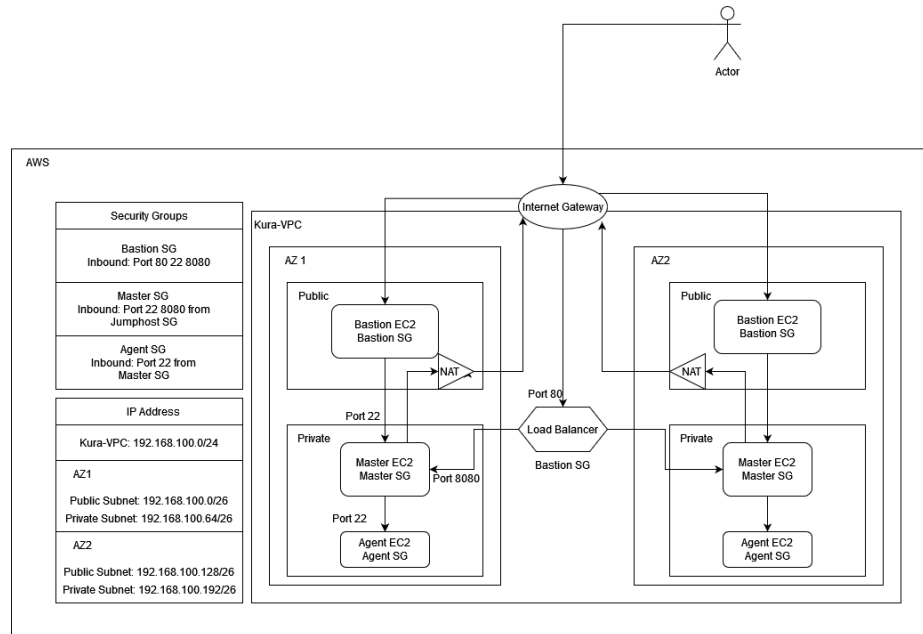 Actor
AWS
Internet Gateway
Security Groups
Bastion SG
Inbound: Port 80 22 8080
Master SG
Inbound: Port 22 8080 from
Jumphost SG
Agent SG
Inbound: Port 22 from
Master SG
IP Address
Kura-VPC: 192.168.100.0/24
AZ1
Public Subnet: 192.168.100.0/26
Private Subnet: 192.168.100.64/26
AZ2
Public Subnet: 192.168.100.128/26
Private Subnet: 192.168.100.192/26
Kura-VPC
AZ 1
Public
Bastion EC2
Bastion SG
NAT
Port 22
Private
Master EC2
Master SG
Port 8080
Port 22
Agent EC2
Agent SG
Port 80
Load Balancer
Bastion SG
AZ2
Public
Bastion EC2
Bastion SG
NAT
Private
Master EC2
Master SG
Agent EC2
Agent SG